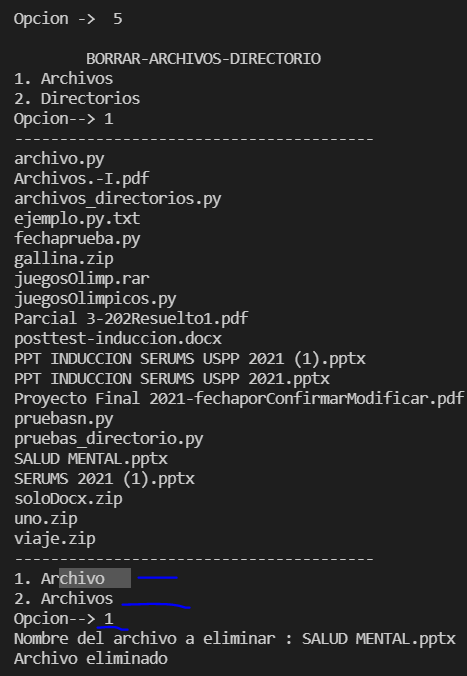 Opcion ->  5
BORRAR-ARCHIVOS-DIRECTORIO
1. Archivos
2. Directorios
Opcion--> 1
----------------------------------------
archivo.py
Archivos.-I.pdf
archivos_directorios.py
ejemplo.py.txt
fechaprueba.py
gallina.zip
juegosOlimp.rar
juegosOlimpicos.py
Parcial 3-202Resuelto1.pdf
posttest-induccion.docx
PPT INDUCCION SERUMS USPP 2021 (1).pptx
PPT INDUCCION SERUMS USPP 2021.pptx
Proyecto Final 2021-fechaporConfirmarModificar.pdf
pruebasn.py
pruebas_directorio.py
SALUD MENTAL.pptx
SERUMS 2021 (1).pptx
soloDocx.zip
uno.zip
viaje.zip
----------------------------------------
1. Archivo
2. Archivos
Opcion--> 1
Nombre del archivo a eliminar : SALUD MENTAL.pptx
Archivo eliminado